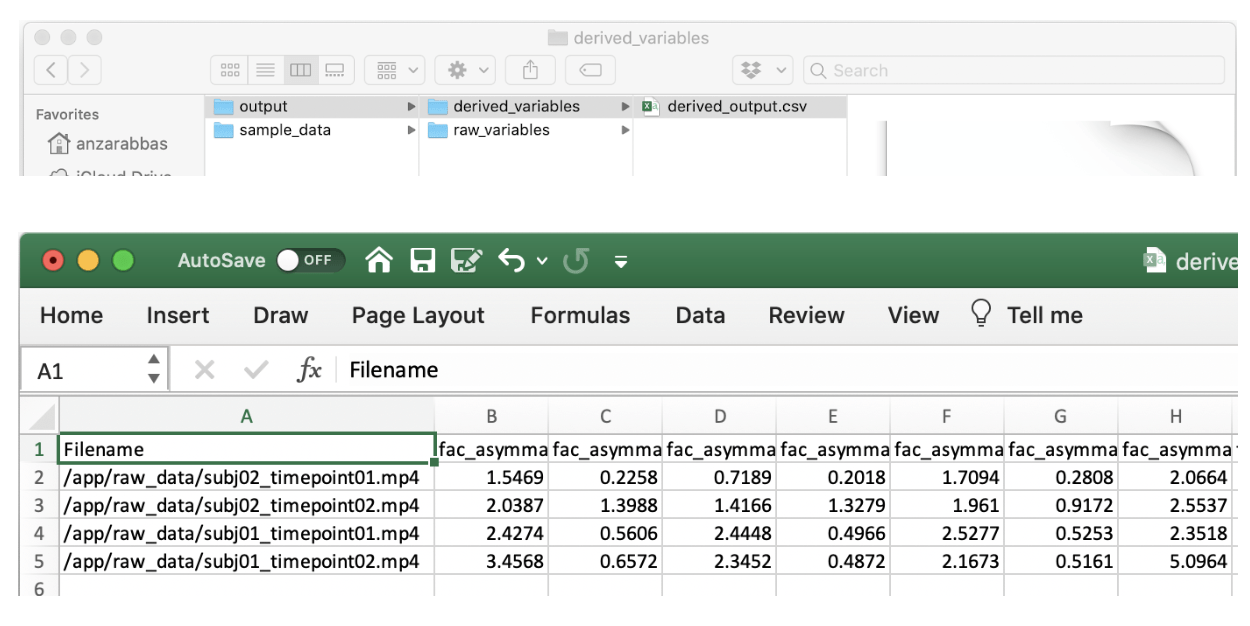 derived_variables
Search
Favorites
output derived_variables derived_output.csv
anzarabbas sample_data raw_variables
iCloud Drive
AutoSave OFF derive
Home Insert Draw Page Layout Formulas Data Review View Tell me
A1 fx Filename
A B C D E F G H
1 Filename fac_asymma fac_asymma fac_asymma fac_asymma fac_asymma fac_asymma fac_asymma
2 /app/raw_data/subj02_timepoint01.mp4 1.5469 0.2258 0.7189 0.2018 1.7094 0.2808 2.0664
3 /app/raw_data/subj02_timepoint02.mp4 2.0387 1.3988 1.4166 1.3279 1.961 0.9172 2.5537
4 /app/raw_data/subj01_timepoint01.mp4 2.4274 0.5606 2.4448 0.4966 2.5277 0.5253 2.3518
5 /app/raw_data/subj01_timepoint02.mp4 3.4568 0.6572 2.3452 0.4872 2.1673 0.5161 5.0964
6